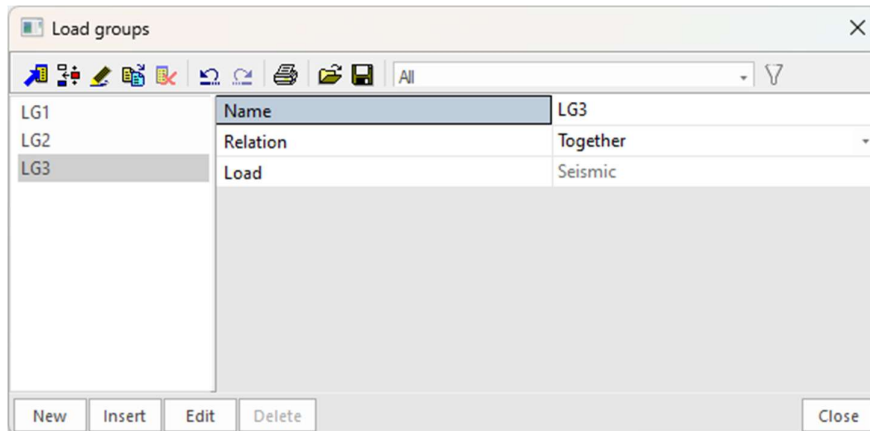 Load groups
All
LG1
LG2
LG3
Name LG3
Relation Together
Load Seismic
New Insert Edit Delete Close